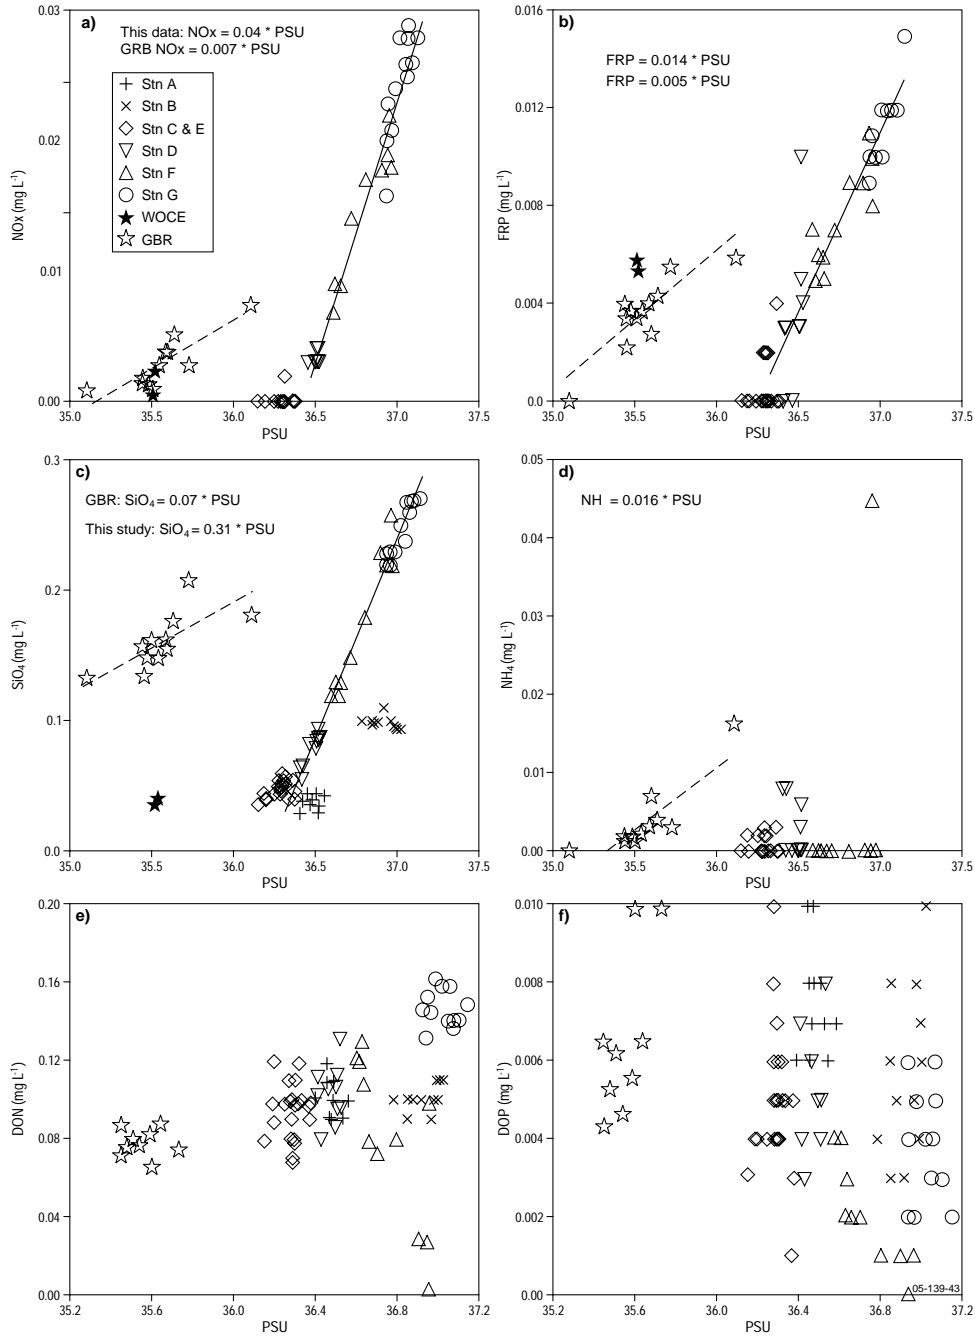 a)
This data: NOx = 0.04 * PSU
GRB NOx = 0.007 * PSU
Stn A
Stn B
Stn C & E
Stn D
Stn F
Stn G
WOCE
GBR
NOx (mg L-1)
0.03
0.02
0.01
0.00
35.0 35.5 36.0 36.5 37.0 37.5
PSU
b)
FRP = 0.014 * PSU
FRP = 0.005 * PSU
FRP (mg L-1)
0.016
0.012
0.008
0.004
0.000
35.0 35.5 36.0 36.5 37.0 37.5
PSU
c)
GBR: SiO4 = 0.07 * PSU
This study: SiO4 = 0.31 * PSU
SiO4 (mg L-1)
0.3
0.2
0.1
0.0
35.0 35.5 36.0 36.5 37.0 37.5
PSU
d)
NH = 0.016 * PSU
NH4 (mg L-1)
0.05
0.04
0.03
0.02
0.01
0.00
35.0 35.5 36.0 36.5 37.0 37.5
PSU
e)
DON (mg L-1)
0.20
0.16
0.12
0.08
0.04
0.00
35.2 35.6 36.0 36.4 36.8 37.2
PSU
f)
DOP (mg L-1)
0.010
0.008
0.006
0.004
0.002
0.000
35.2 35.6 36.0 36.4 36.8 37.2
PSU
05-139-43